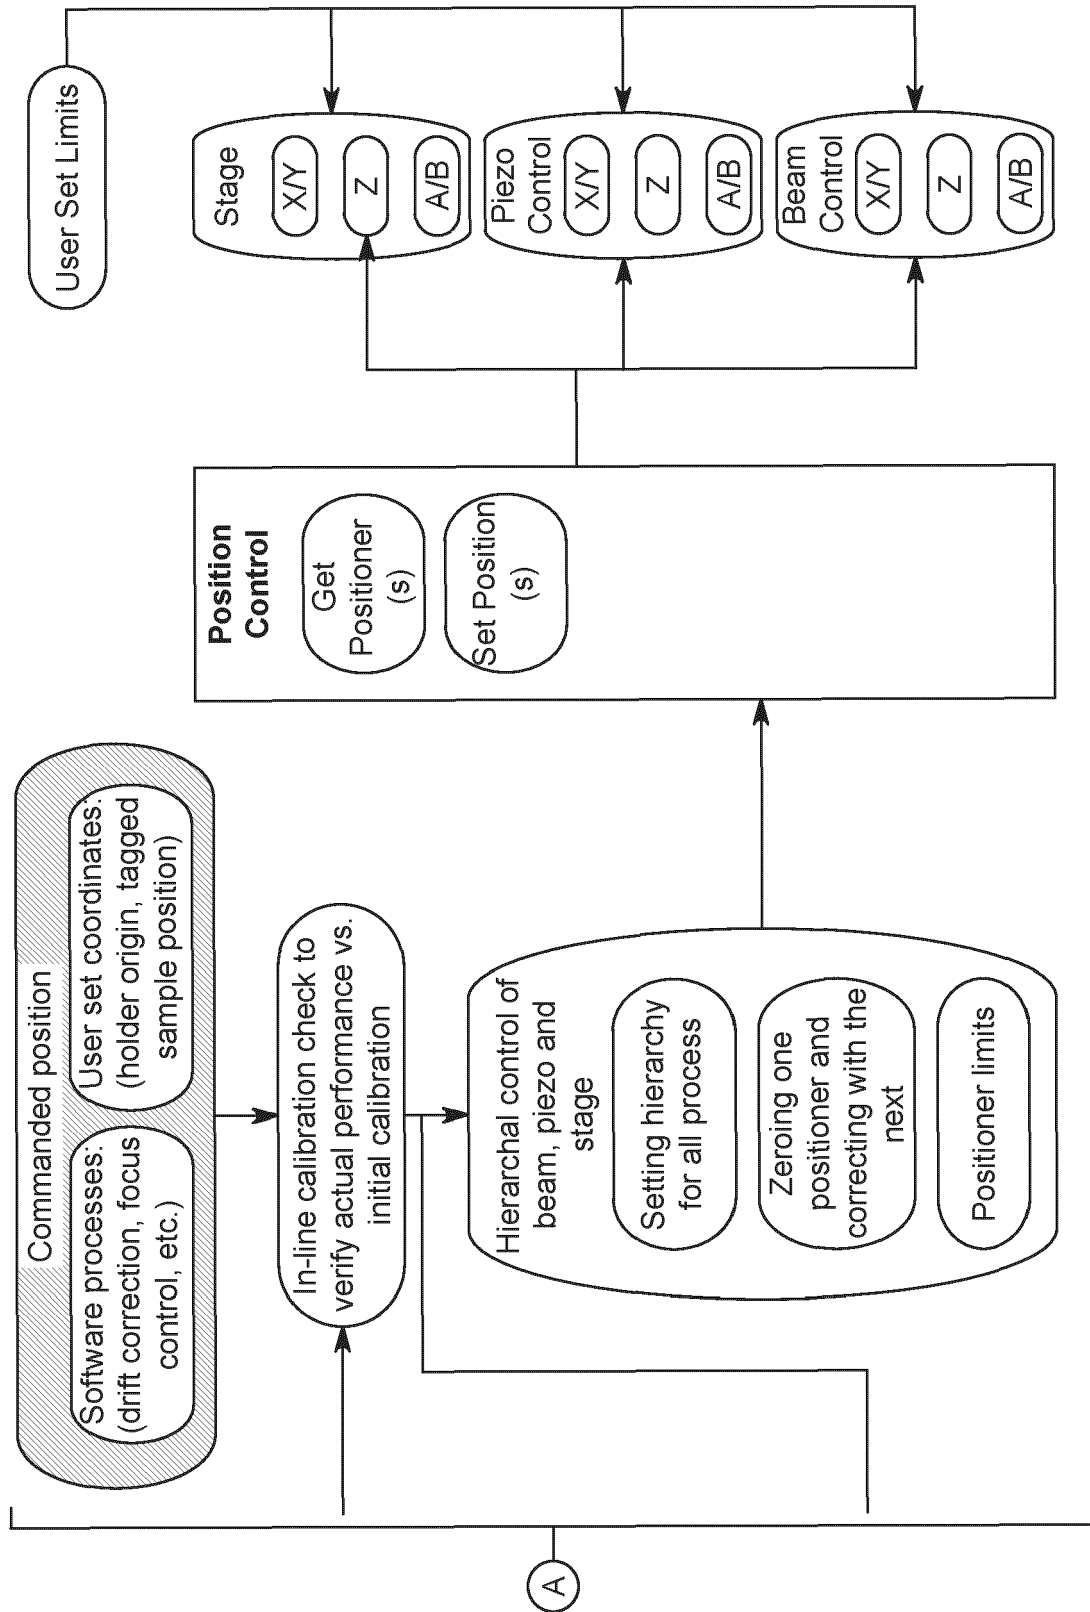 Commanded position
Software processes:
(drift correction, focus
control, etc.)
User set coordinates:
(holder origin, tagged
sample position)
In-line calibration check to
verify actual performance vs.
initial calibration
A
Hierarchal control of
beam, piezo and
stage
Setting hierarchy
for all process
Zeroing one
positioner and
correcting with the
next
Positioner limits
Position
Control
Get
Positioner
(s)
Set Position
(s)
User Set Limits
Stage
X/Y
Z
A/B
Piezo
Control
X/Y
Z
A/B
Beam
Control
X/Y
Z
A/B